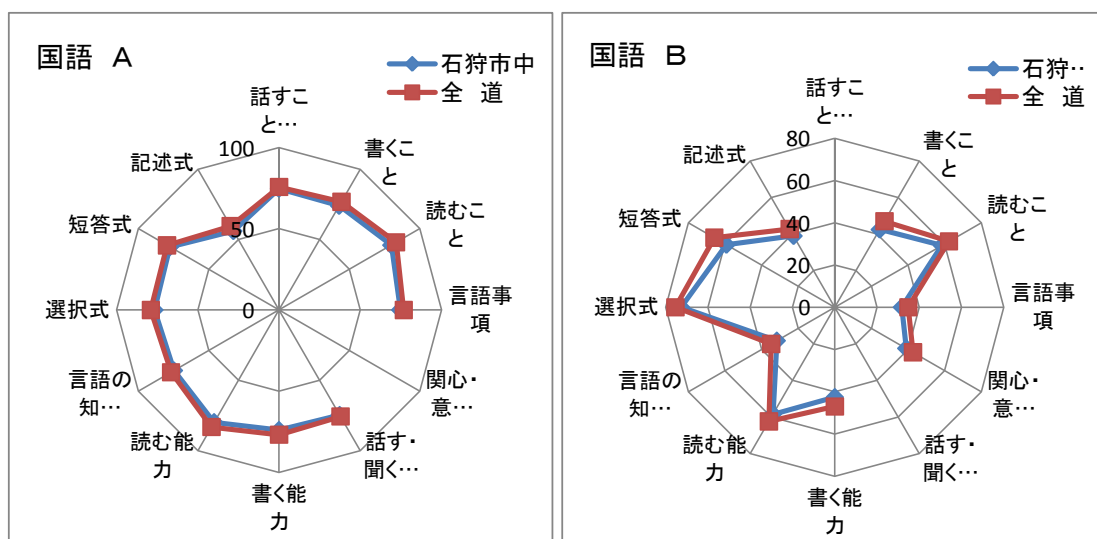 国語 A
石狩市中
全 道
話すこ
と…
書くこ
と
読むこ
と
言語事
項
関心・
意…
話す・
聞く…
書く能
力
読む能
力
言語の
知…
選択式
短答式
記述式
100
50
0
国語 B
石狩‥
全 道
話すこ
と…
書くこ
と
読むこ
と
言語事
項
関心・
意…
話す・
聞く…
書く能
力
読む能
力
言語の
知…
選択式
短答式
記述式
80
60
40
20
0